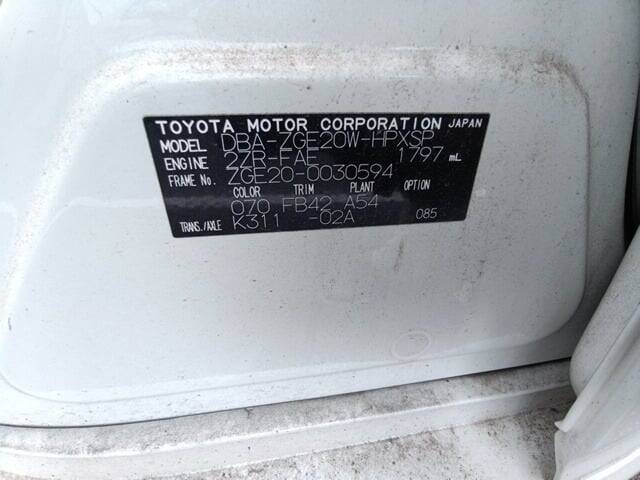 TOYOTA MOTOR CORPORATION JAPAN
MODEL DBA-ZGE20W-HPXSP
ENGINE 2ZR-FAE 1797 mL
FRAME No. ZGE20-0030594
COLOR TRIM PLANT OPTION
070 FB42 A54
TRANS./AXLE K311 -02A 085